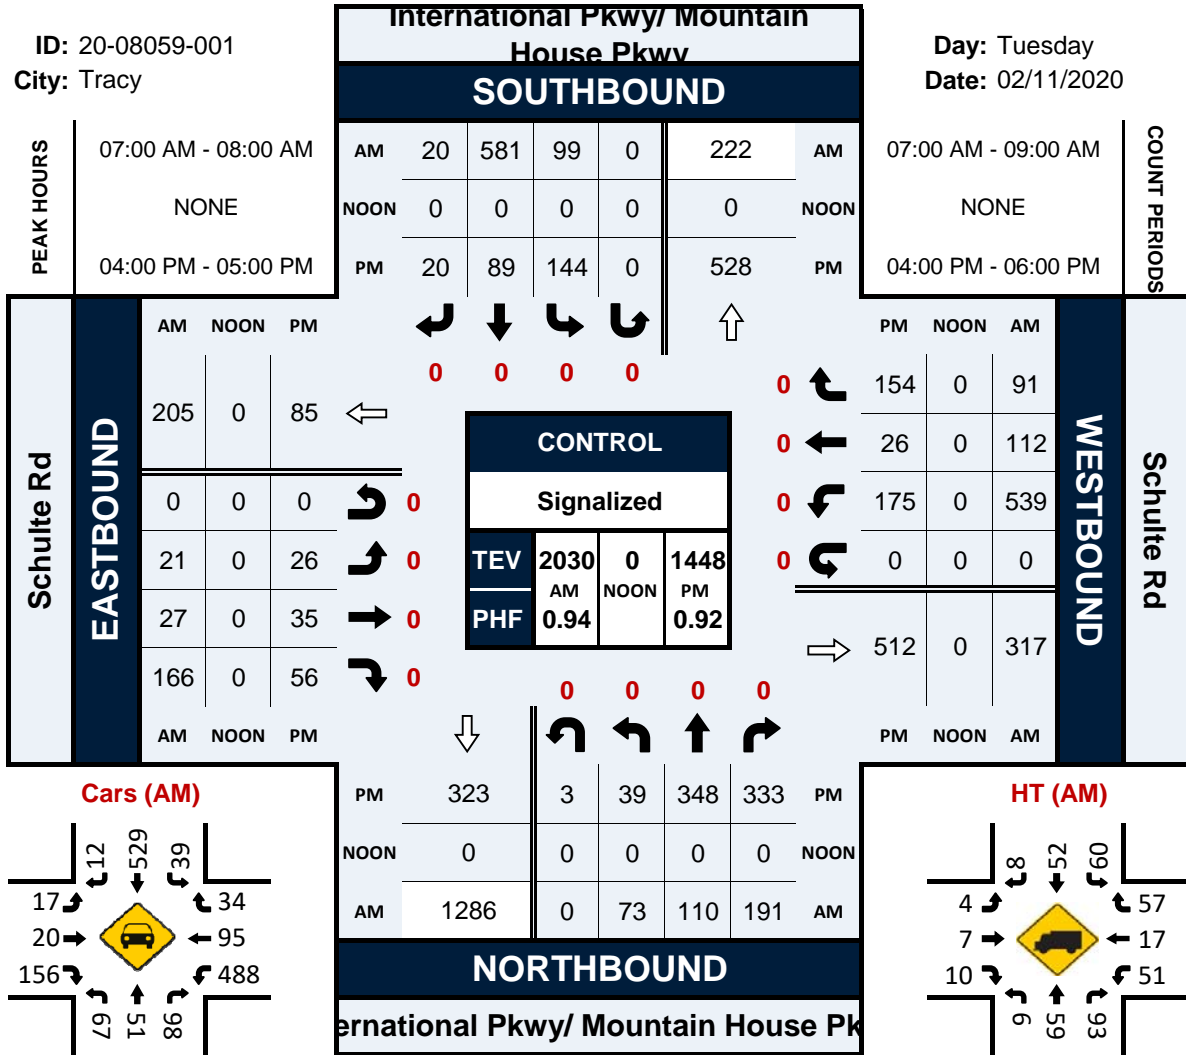 International Pkwy/ Mountain
House Pkwy
ID: 20-08059-001
City: Tracy
Day: Tuesday
Date: 02/11/2020
SOUTHBOUND
PEAK HOURS
07:00 AM - 08:00 AM
NONE
04:00 PM - 05:00 PM
AM 20 581 99 0 222 AM
NOON 0 0 0 0 0 NOON
PM 20 89 144 0 528 PM
07:00 AM - 09:00 AM
NONE
04:00 PM - 06:00 PM
COUNT PERIODS
0 0 0 0
Schulte Rd
EASTBOUND
AM NOON PM
205 0 85
0 0 0 0
21 0 26 0
27 0 35 0
166 0 56 0
AM NOON PM
CONTROL
Signalized
TEV 2030 0 1448
AM NOON PM
PHF 0.94 0.92
PM NOON AM
0 154 0 91
0 26 0 112
0 175 0 539
0 0 0 0
512 0 317
PM NOON AM
WESTBOUND
Schulte Rd
0 0 0 0
PM 323 3 39 348 333 PM
NOON 0 0 0 0 0 NOON
AM 1286 0 73 110 191 AM
NORTHBOUND
ernational Pkwy/ Mountain House Pk
Cars (AM)
12 529 39
17 34
20 95
156 488
67 51 98
HT (AM)
8 52 60
4 57
7 17
10 51
6 59 93